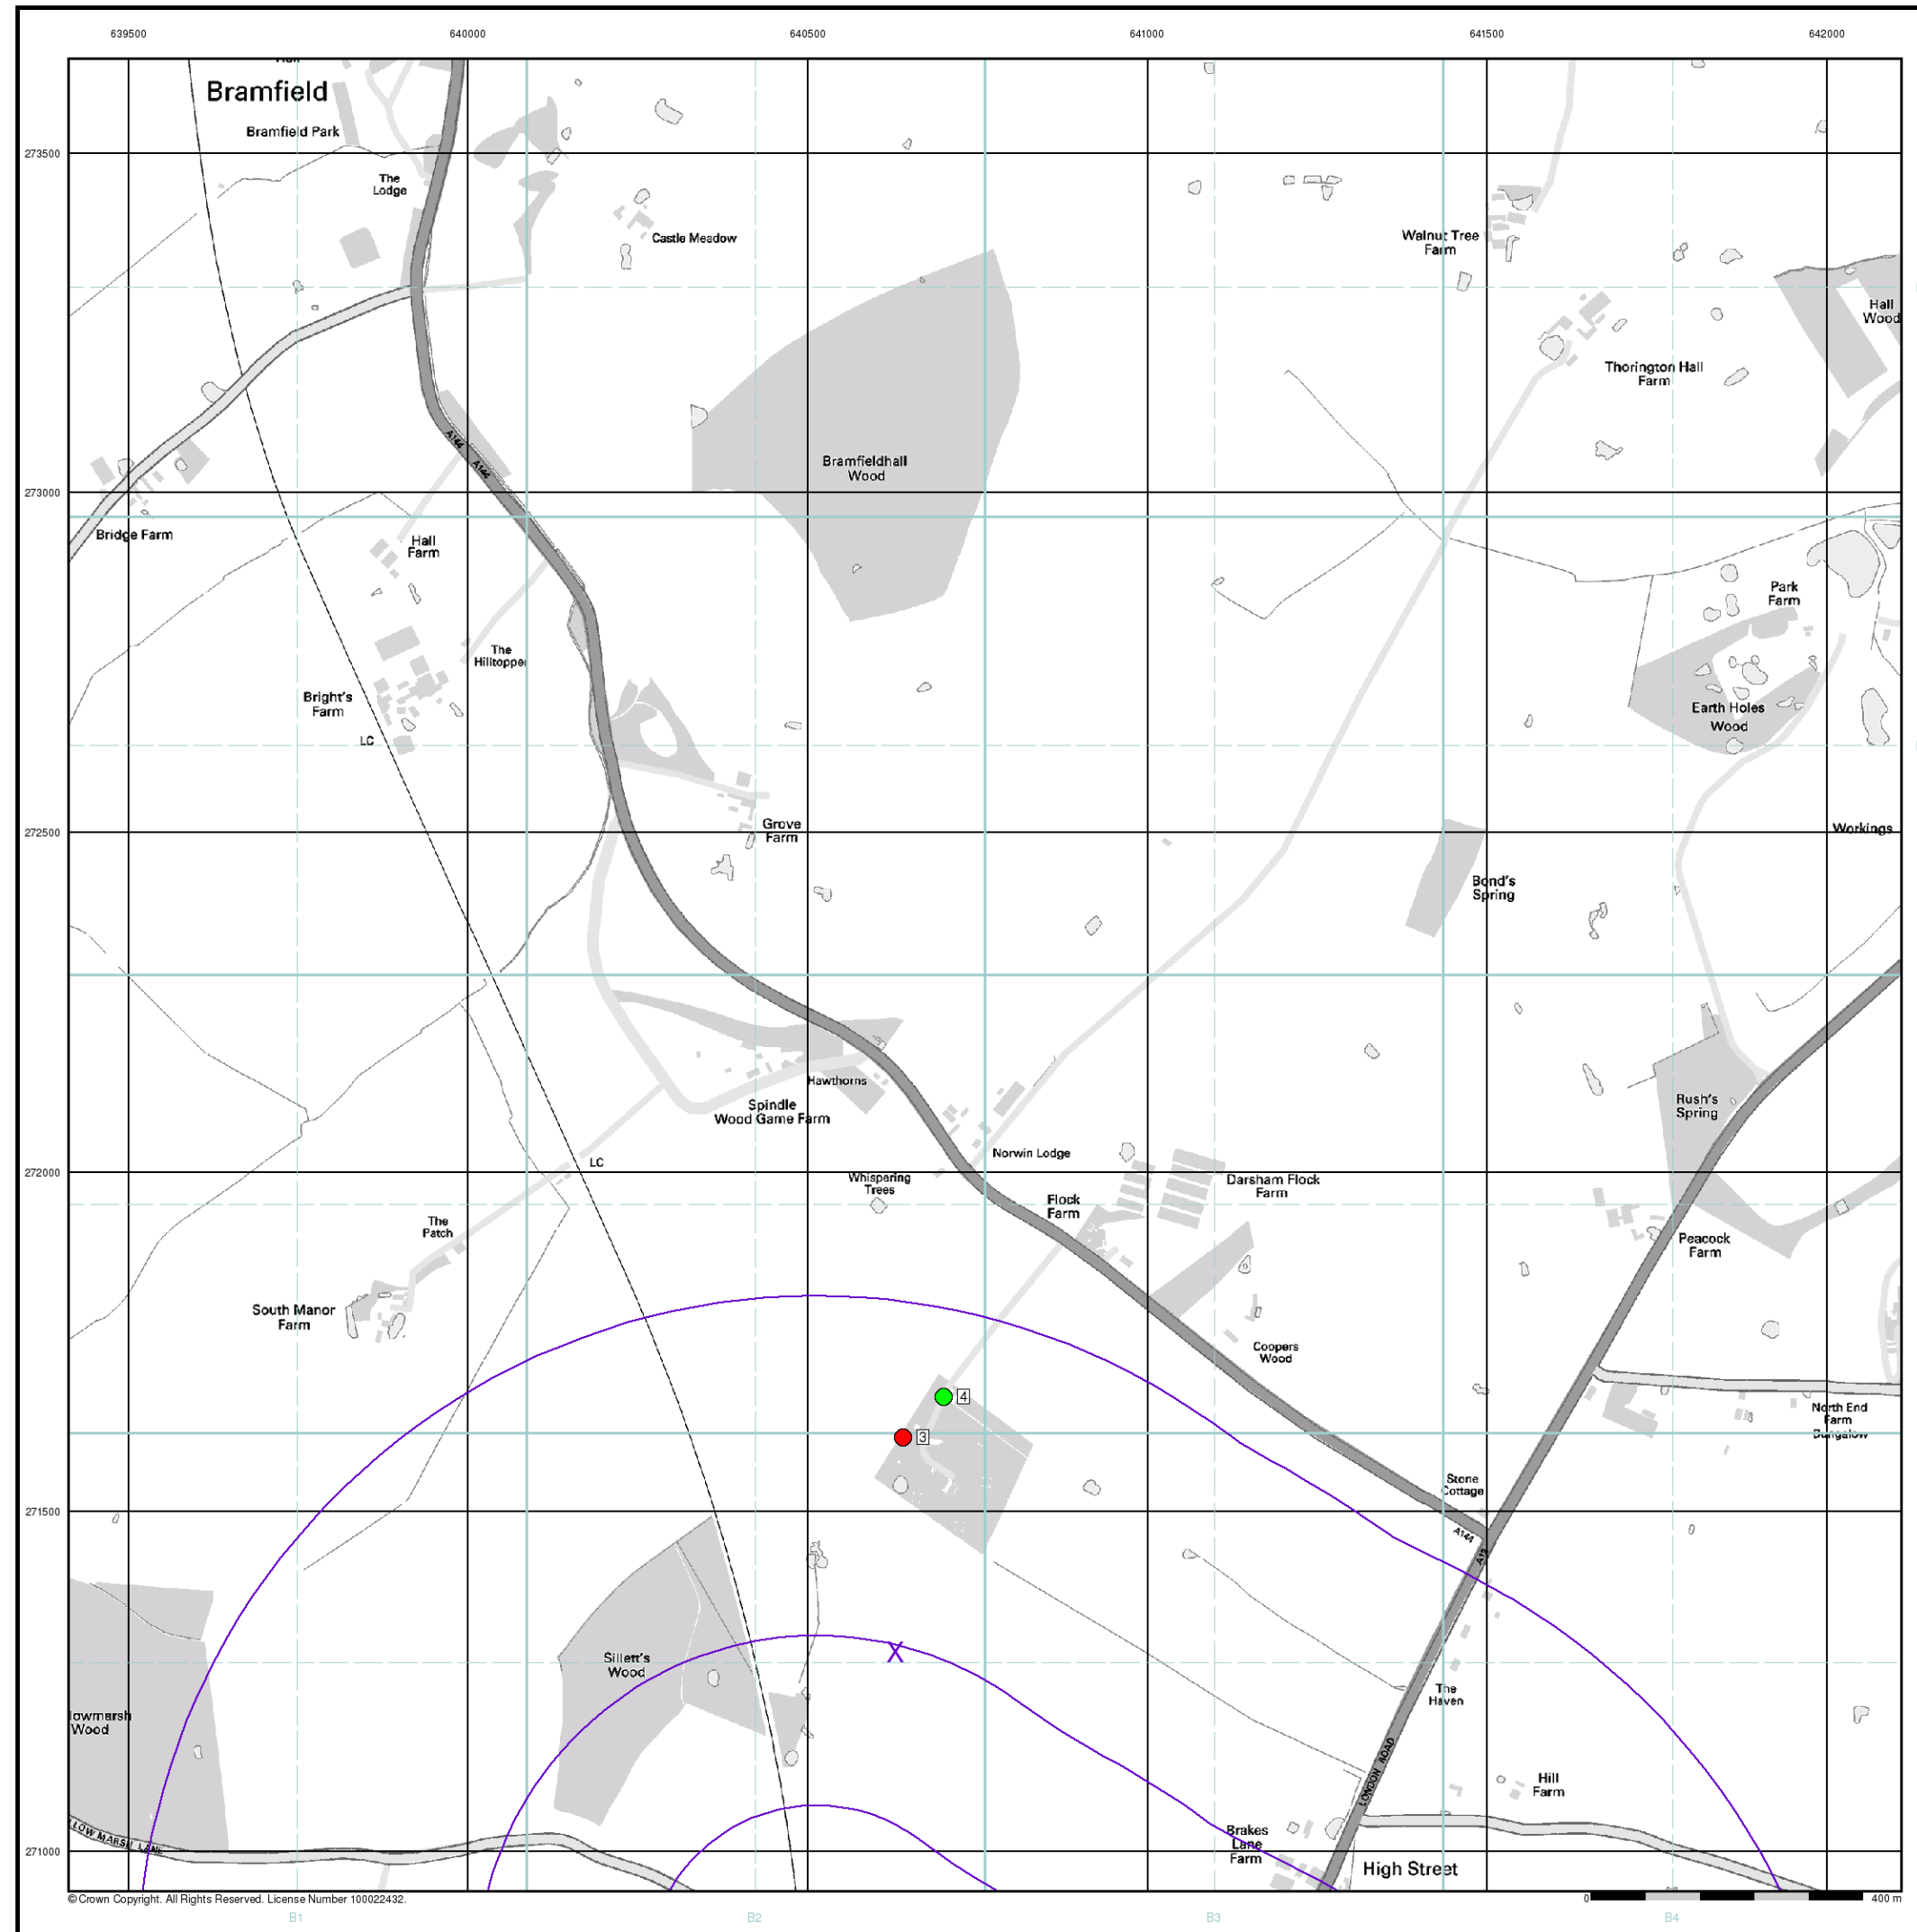 639500 640000 640500 641000 641500 642000
Bramfield
Bramfield Park
273500
The
Lodge
Castle Meadow
Walnut Tree
Farm
Hall
Wood
Thorington Hall
Farm
A144
A144
Bramfieldhall
Wood
273000
Bridge Farm
Hall
Farm
Park
Farm
The
Hilltopper
Bright's
Farm
Earth Holes
Wood
LC
272500
Grove
Farm
Workings
Bond's
Spring
Hawthorns
Spindle
Wood Game Farm
Rush's
Spring
Norwin Lodge
LC
272000
Whispering
Trees
Darsham Flock
Farm
Flock
Farm
The
Patch
Peacock
Farm
South Manor
Farm
Coopers
Wood
4
North End
Farm
Bungalow
3
Stone
Cottage
271500
A144
A12
X
Sillett's
Wood
The
Haven
lowmarsh
Wood
LONDON ROAD
Hill
Farm
LOW MARSH LANE
Brakes
Lane
Farm
271000
High Street
© Crown Copyright. All Rights Reserved. License Number 100022432.
0 400 m
B1 B2 B3 B4